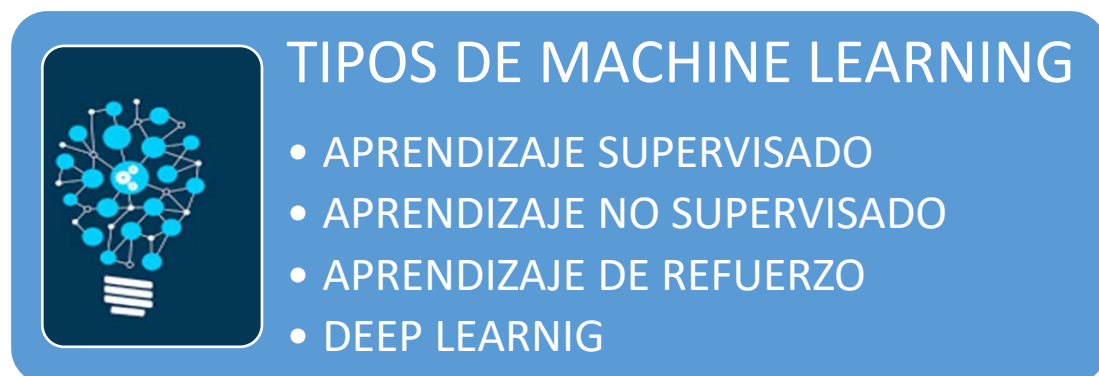 TIPOS DE MACHINE LEARNING
• APRENDIZAJE SUPERVISADO
• APRENDIZAJE NO SUPERVISADO
• APRENDIZAJE DE REFUERZO
• DEEP LEARNIG